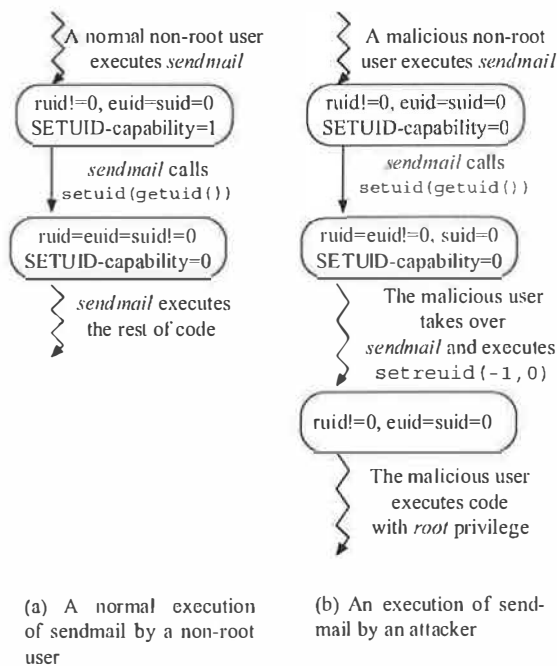 A normal non-root user
executes sendmail
ruid!=0, euid=suid=0
SETUID-capability=1
sendmail calls
setuid(getuid())
ruid=euid=suid!=0
SETUID-capability=0
sendmail executes
the rest of code
(a) A normal execution
of sendmail by a non-root
user
A malicious non-root
user executes sendmail
ruid!=0, euid=suid=0
SETUID-capability=0
sendmail calls
setuid(getuid())
ruid=euid!=0, suid=0
SETUID-capability=0
The malicious user
takes over
sendmail and executes
setreuid(-1,0)
ruid!=0, euid=suid=0
The malicious user
executes code
with root privilege
(b) An execution of send-
mail by an attacker